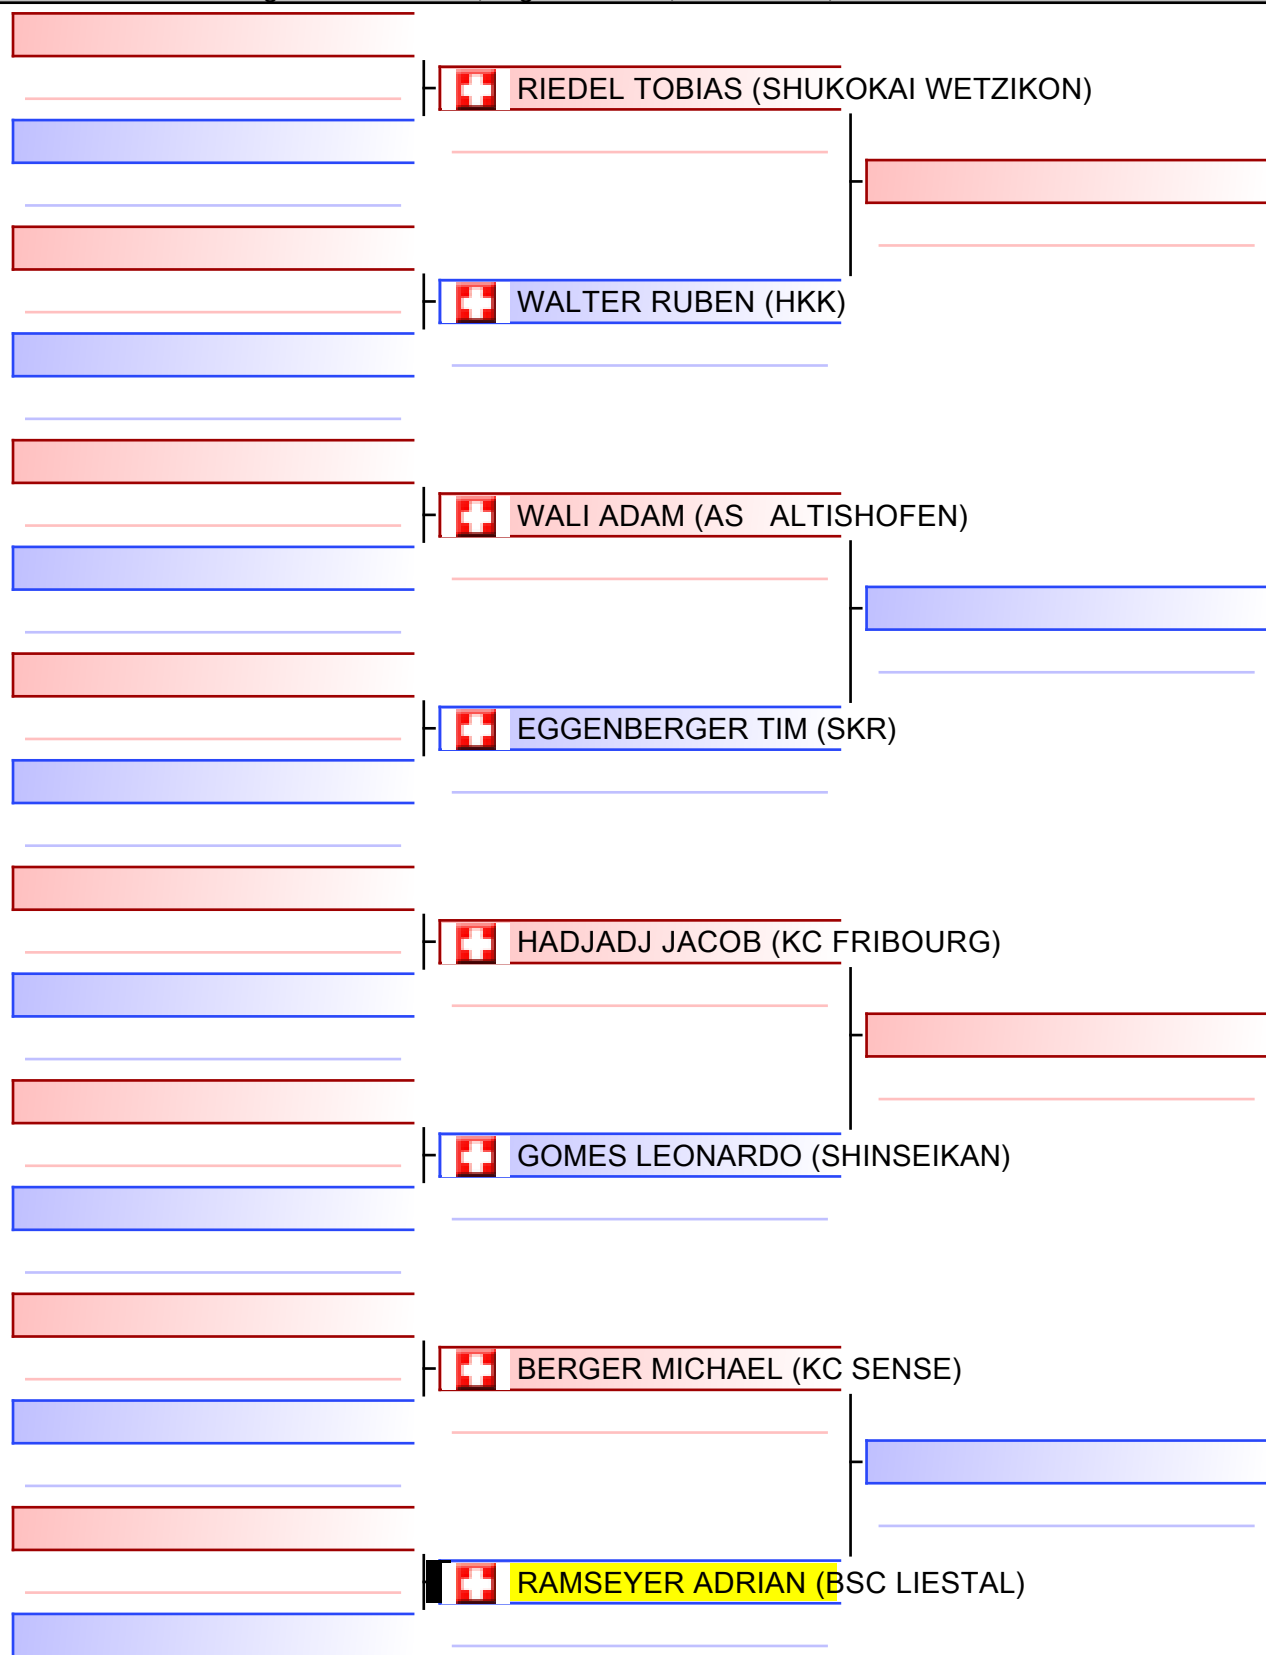 RIEDEL TOBIAS (SHUKOKAI WETZIKON)
WALTER RUBEN (HKK)
WALI ADAM (AS   ALTISHOFEN)
EGGENBERGER TIM (SKR)
HADJADJ JACOB (KC FRIBOURG)
GOMES LEONARDO (SHINSEIKAN)
BERGER MICHAEL (KC SENSE)
RAMSEYER ADRIAN (BSC LIESTAL)